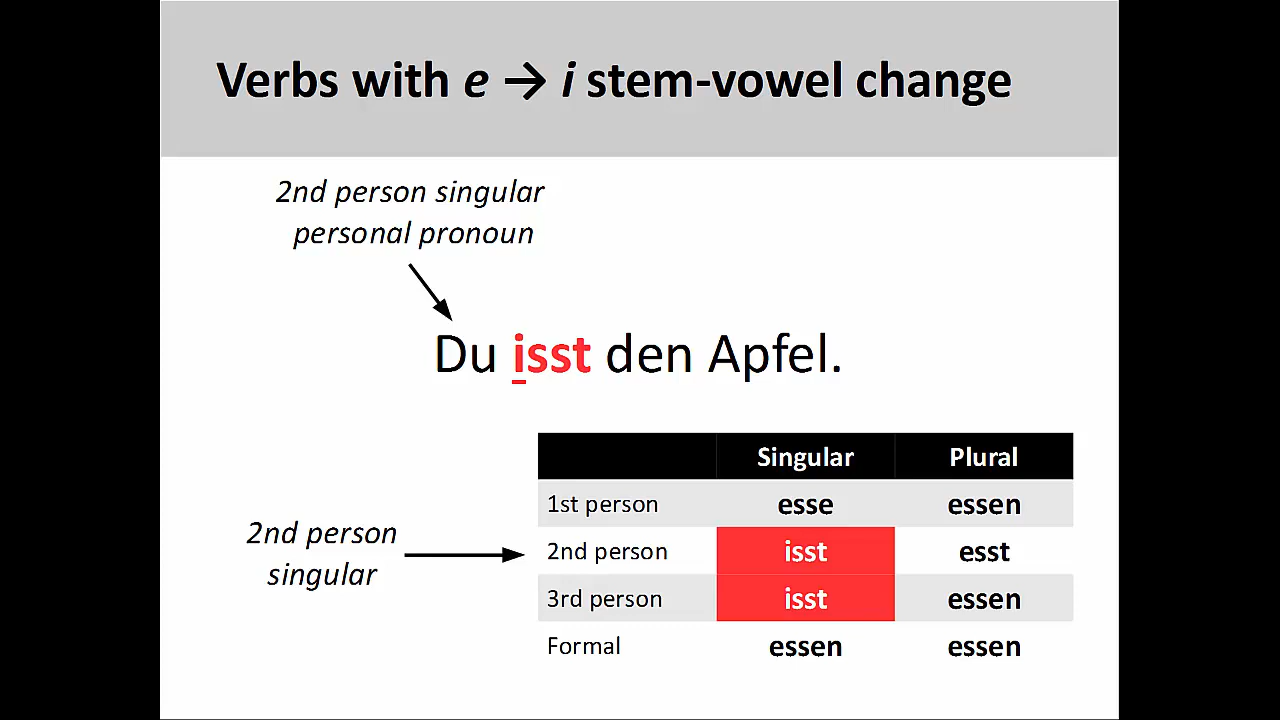 Verbs with e → i stem-vowel change
2nd person singular
personal pronoun
Du isst den Apfel.
Singular Plural
1st person esse essen
2nd person
singular
2nd person isst esst
3rd person isst essen
Formal essen essen